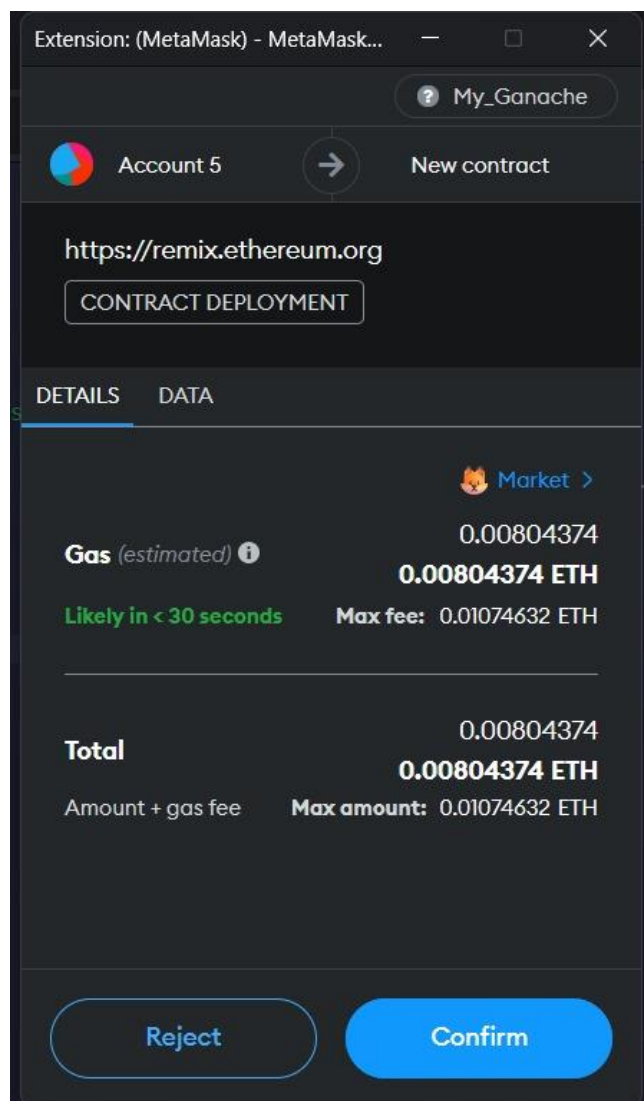 Extension: (MetaMask) - MetaMask...
My_Ganache
Account 5 New contract
https://remix.ethereum.org
CONTRACT DEPLOYMENT
DETAILS DATA
Market >
0.00804374
Gas (estimated)
0.00804374 ETH
Likely in < 30 seconds Max fee: 0.01074632 ETH
0.00804374
Total
0.00804374 ETH
Amount + gas fee Max amount: 0.01074632 ETH
Reject Confirm